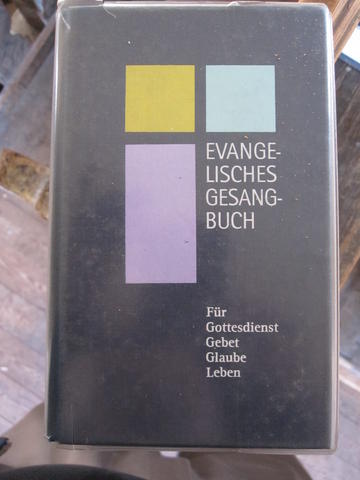 EVANGE-
LISCHES
GESANG-
BUCH
Für
Gottesdienst
Gebet
Glaube
Leben